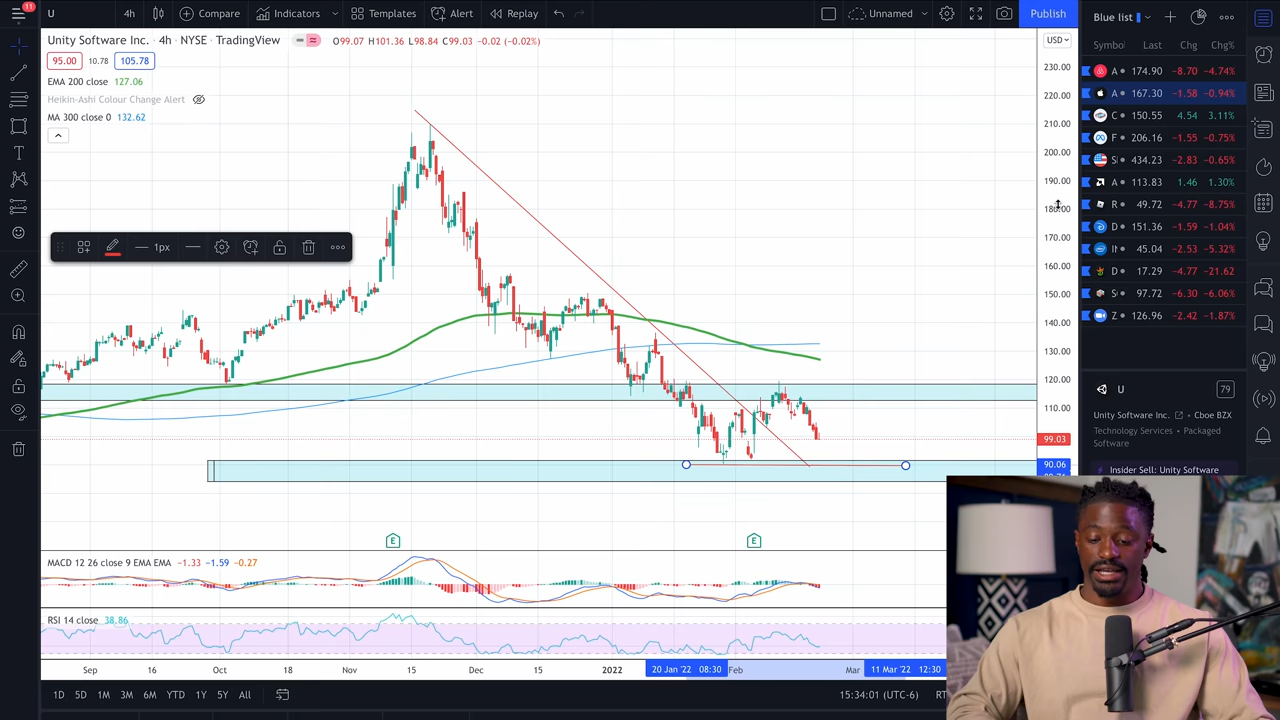 11
U
4h
Compare
Indicators
Templates
Alert
Replay
Unnamed
Publish
Unity Software Inc. · 4h · NYSE · TradingView
O99.07 H101.36 L98.84 C99.03 −0.02 (−0.02%)
95.00 10.78 105.78
EMA 200 close 127.06
Heikin-Ashi Colour Change Alert
MA 300 close 0 132.62
1px
USD
230.00
220.00
210.00
200.00
190.00
180.00
170.00
160.00
150.00
140.00
130.00
120.00
110.00
99.03
90.06
E
E
MACD 12 26 close 9 EMA EMA −1.33 −1.59 −0.27
RSI 14 close 38.86
Sep 16 Oct 18 Nov 15 Dec 15 2022 20 Jan '22 08:30 Feb Mar 11 Mar '22 12:30
1D 5D 1M 3M 6M YTD 1Y 5Y All
15:34:01 (UTC-6)
Blue list
Symbol Last Chg Chg%
A 174.90 −8.70 −4.74%
A 167.30 −1.58 −0.94%
C 150.55 4.54 3.11%
F 206.16 −1.55 −0.75%
S 434.23 −2.83 −0.65%
A 113.83 1.46 1.30%
R 49.72 −4.77 −8.75%
D 151.36 −1.59 −1.04%
45.04 −2.53 −5.32%
D 17.29 −4.77 −21.62
S 97.72 −6.30 −6.06%
Z 126.96 −2.42 −1.87%
U
79
Unity Software Inc. · Cboe BZX
Technology Services · Packaged
Software
Insider Sell: Unity Software